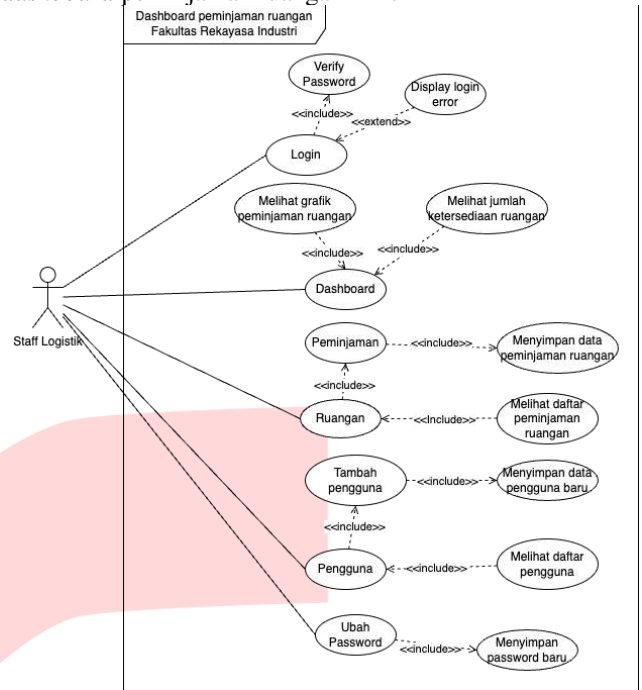 Dashboard peminjaman ruangan
Fakultas Rekayasa Industri
Verify
Password
Display login
error
<<include>>
<<extend>>
Login
Melihat grafik
peminjaman ruangan
Melihat jumlah
ketersediaan ruangan
<<include>>
<<include>>
Dashboard
Staff Logistik
Peminjaman
<<include>>
Menyimpan data
peminjaman ruangan
<<include>>
Ruangan
<<Include>>
Melihat daftar
peminjaman
ruangan
Tambah
pengguna
<<include>>
Menyimpan data
pengguna baru
<<include>>
Pengguna
<<include>>
Melihat daftar
pengguna
Ubah
Password
<<include>>
Menyimpan
password baru